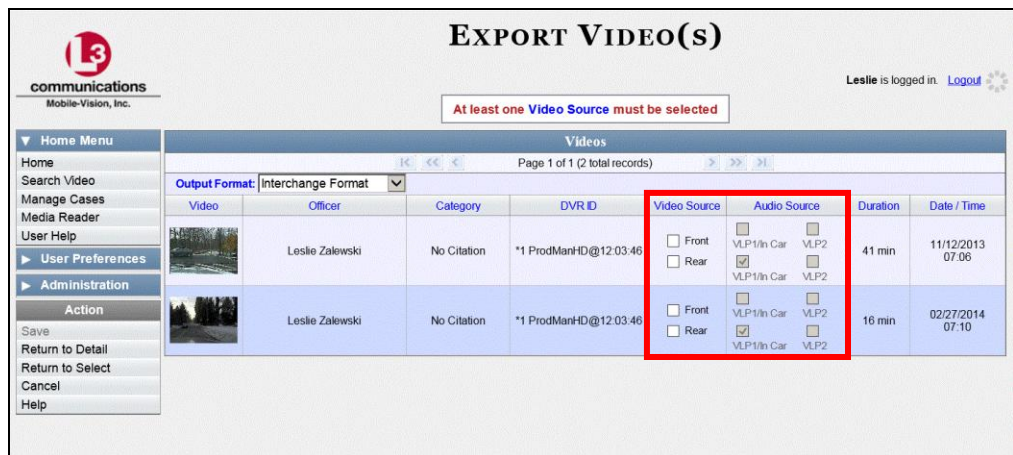 EXPORT VIDEO(S)
L3
communications
Mobile-Vision, Inc.
Leslie is logged in. Logout
At least one Video Source must be selected
▼ Home Menu
Home
Search Video
Manage Cases
Media Reader
User Help
▶ User Preferences
▶ Administration
Action
Save
Return to Detail
Return to Select
Cancel
Help
Videos
|< << < Page 1 of 1 (2 total records) > >> >|
Output Format: Interchange Format
Video Officer Category DVR ID Video Source Audio Source Duration Date / Time
Leslie Zalewski No Citation *1 ProdManHD@12:03:46 41 min 11/12/2013 07:06
Front VLP1/In Car VLP2
Rear VLP1/In Car VLP2
Leslie Zalewski No Citation *1 ProdManHD@12:03:46 16 min 02/27/2014 07:10
Front VLP1/In Car VLP2
Rear VLP1/In Car VLP2